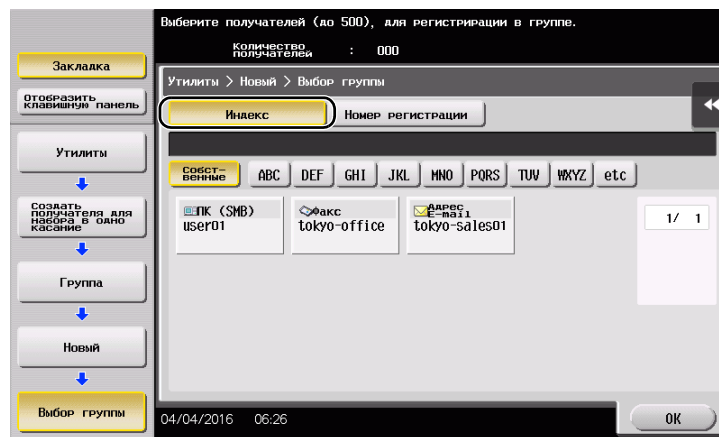 Выберите получателей (до 500), для регистрирации в группе.
Количество получателей : 000
Закладка
Отобразить
клавишную панель
Утилиты > Новый > Выбор группы
Индекс
Номер регистрации
Собст-
венные
ABC
DEF
GHI
JKL
MNO
PQRS
TUV
WXYZ
etc
ПК (SMB)
user01
Факс
tokyo-office
Адрес
E-mail
tokyo-sales01
1/ 1
Утилиты
Создать
получателя для
набора в одно
касание
Группа
Новый
Выбор группы
04/04/2016 06:26
OK